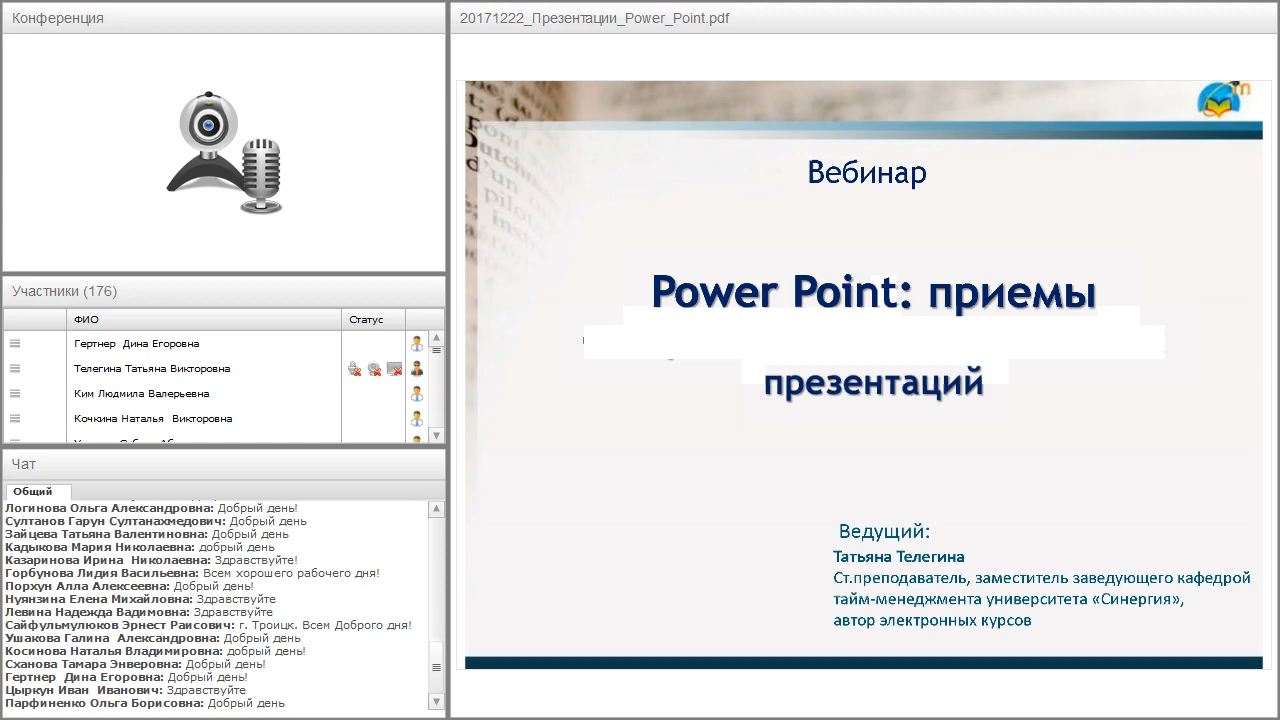 Конференция
20171222_Презентации_Power_Point.pdf
Вебинар
Power Point: приемы
презентаций
Ведущий:
Татьяна Телегина
Ст.преподаватель, заместитель заведующего кафедрой
тайм-менеджмента университета «Синергия»,
автор электронных курсов
Участники (176)
ФИО Статус
Гертнер Дина Егоровна
Телегина Татьяна Викторовна
Ким Людмила Валерьевна
Кочкина Наталья Викторовна
Чат
Общий
Логинова Ольга Александровна: Добрый день!
Султанов Гарун Султанахмедович: Добрый день
Зайцева Татьяна Валентиновна: Добрый день
Кадыкова Мария Николаевна: добрый день
Казаринова Ирина Николаевна: Здравствуйте!
Горбунова Лидия Васильевна: Всем хорошего рабочего дня!
Порхун Алла Алексеевна: Добрый день!
Нуянзина Елена Михайловна: Здравствуйте
Левина Надежда Вадимовна: Здравствуйте
Сайфульмулюков Эрнест Раисович: г. Троицк. Всем Доброго дня!
Ушакова Галина Александровна: Добрый день
Косинова Наталья Владимировна: добрый день!
Сханова Тамара Энверовна: Добрый день!
Гертнер Дина Егоровна: Добрый день!
Цыркун Иван Иванович: Здравствуйте
Парфиненко Ольга Борисовна: Добрый день